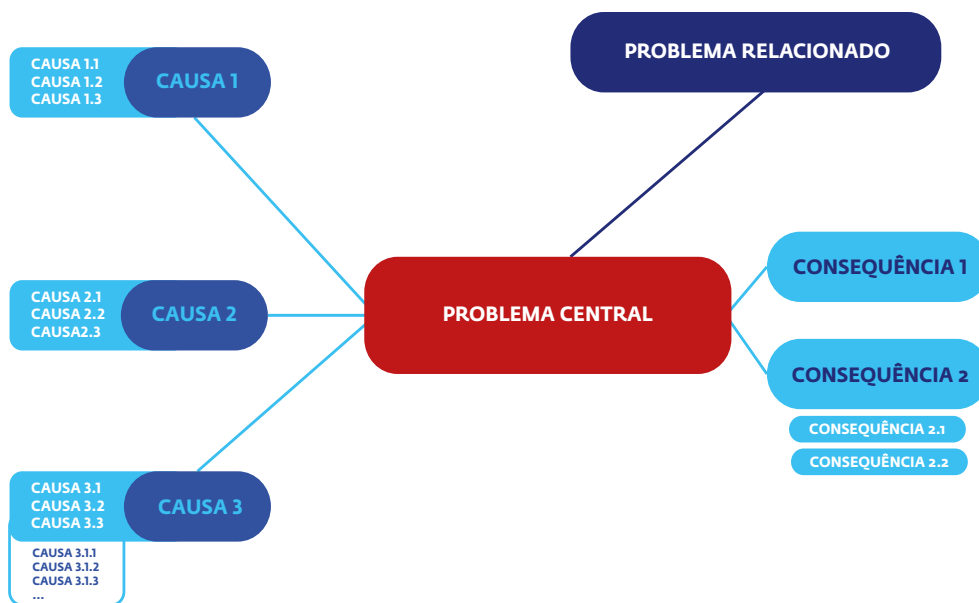 PROBLEMA RELACIONADO
CAUSA 1.1
CAUSA 1.2
CAUSA 1.3
CAUSA 1
CONSEQUÊNCIA 1
CAUSA 2.1
CAUSA 2.2
CAUSA2.3
CAUSA 2
PROBLEMA CENTRAL
CONSEQUÊNCIA 2
CONSEQUÊNCIA 2.1
CONSEQUÊNCIA 2.2
CAUSA 3.1
CAUSA 3.2
CAUSA 3.3
CAUSA 3
CAUSA 3.1.1
CAUSA 3.1.2
CAUSA 3.1.3
...